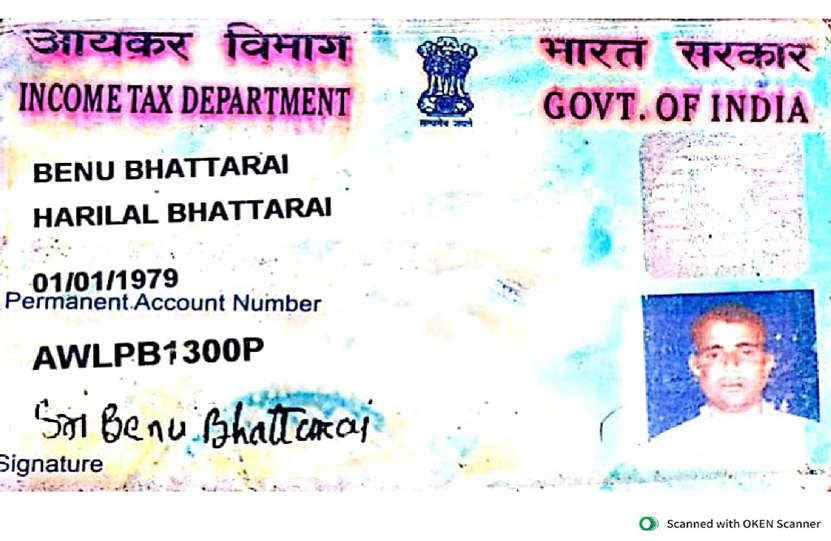 आयकर विभाग
INCOME TAX DEPARTMENT
भारत सरकार
GOVT. OF INDIA
सत्यमेव जयते
BENU BHATTARAI
HARILAL BHATTARAI
01/01/1979
Permanent Account Number
AWLPB1300P
Sri Benu Bhattarai
Signature
Scanned with OKEN Scanner